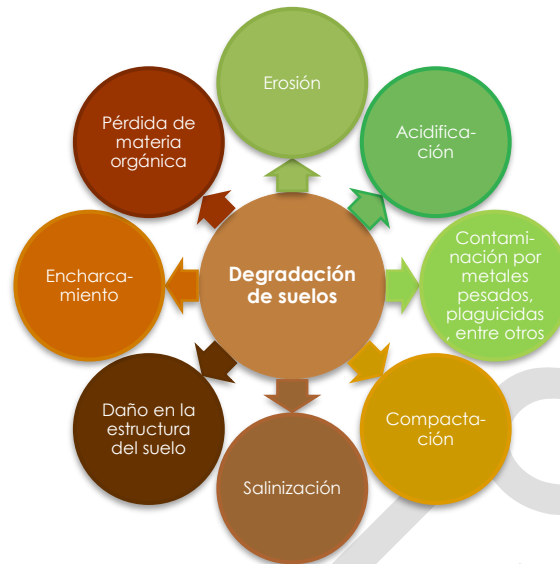 Erosión
Acidifica-
ción
Contami-
nación por
metales
pesados,
plaguicidas
, entre otros
Compacta-
ción
Salinización
Daño en la
estructura
del suelo
Encharca-
miento
Pérdida de
materia
orgánica
Degradación
de suelos